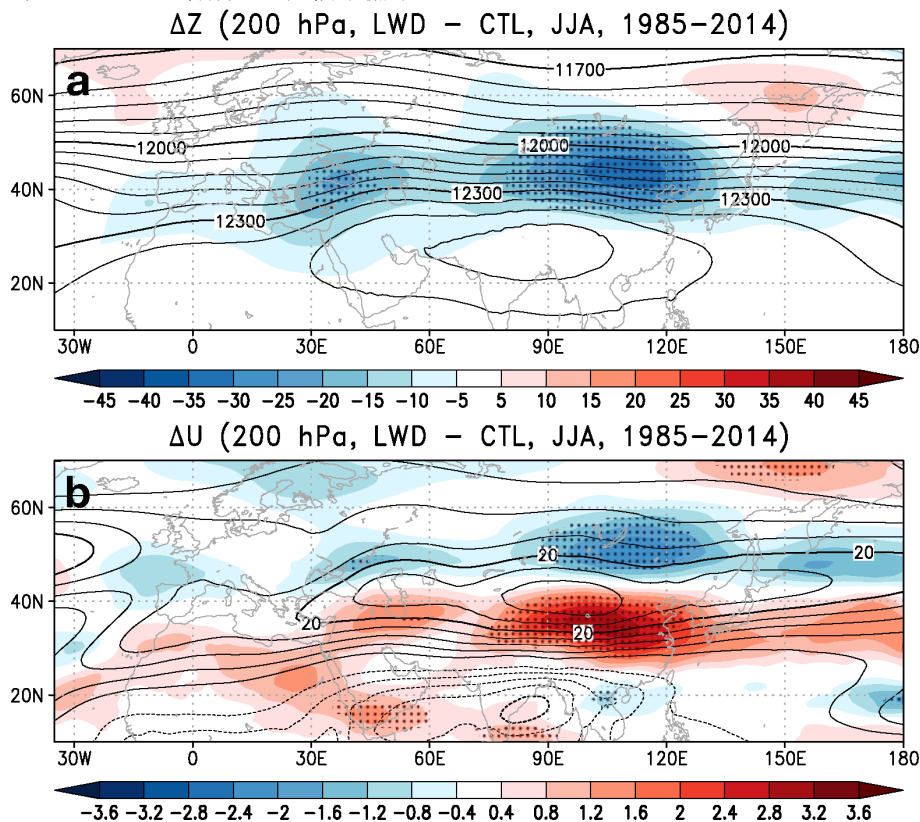 ΔZ (200 hPa, LWD − CTL, JJA, 1985−2014)
a
60N
40N
20N
11700
12000
12000
12000
12300
12300
12300
30W 0 30E 60E 90E 120E 150E 180
-45 -40 -35 -30 -25 -20 -15 -10 -5 5 10 15 20 25 30 35 40 45
ΔU (200 hPa, LWD − CTL, JJA, 1985−2014)
b
60N
40N
20N
20
20
20
20
30W 0 30E 60E 90E 120E 150E 180
-3.6 -3.2 -2.8 -2.4 -2 -1.6 -1.2 -0.8 -0.4 0.4 0.8 1.2 1.6 2 2.4 2.8 3.2 3.6